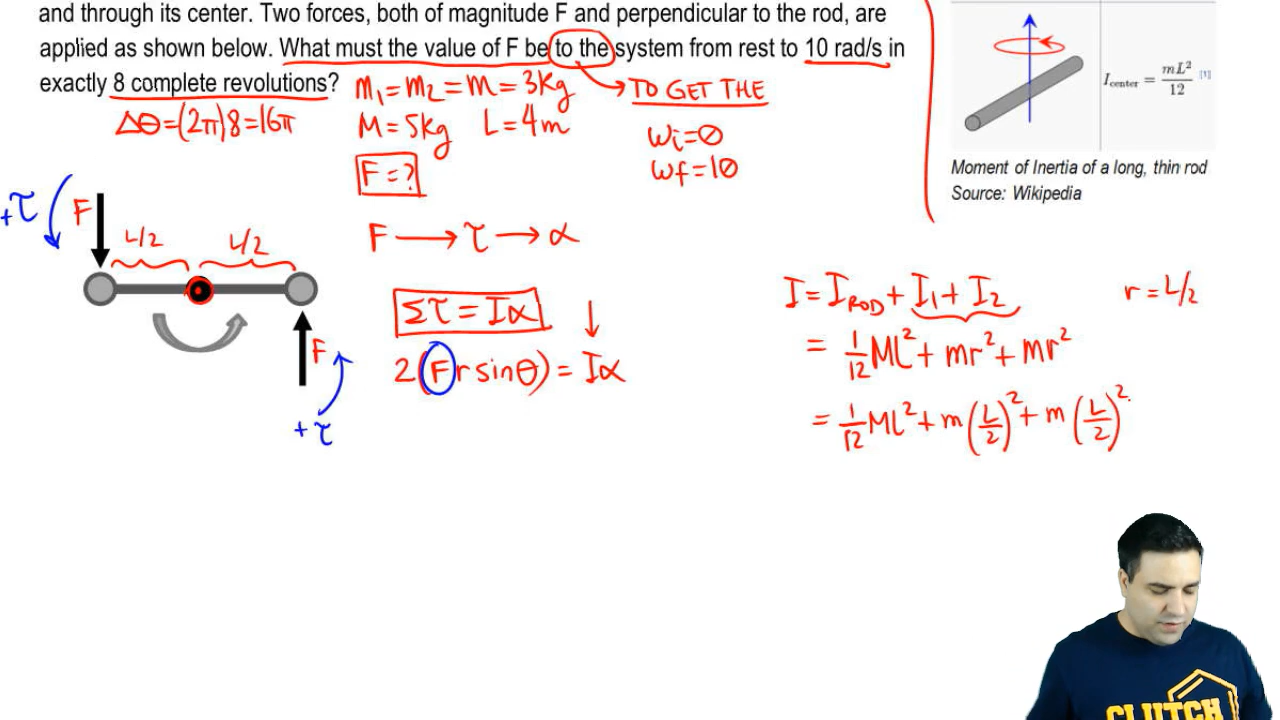 and through its center. Two forces, both of magnitude F and perpendicular to the rod, are
applied as shown below. What must the value of F be to the system from rest to 10 rad/s in
exactly 8 complete revolutions?
Δθ=(2π)8=16π
m₁=m₂=m=3kg
M=5kg L=4m
F=?
TO GET THE
ωi=0
ωf=10
I_center = mL²/12 [1]
Moment of Inertia of a long, thin rod
Source: Wikipedia
+τ
F
L/2
L/2
F
+τ
F → τ → α
Στ = Iα
2(F r sinθ) = Iα
I = I_ROD + I₁ + I₂
r = L/2
= 1/12 ML² + mr² + mr²
= 1/12 ML² + m(L/2)² + m(L/2)²
CLUTCH